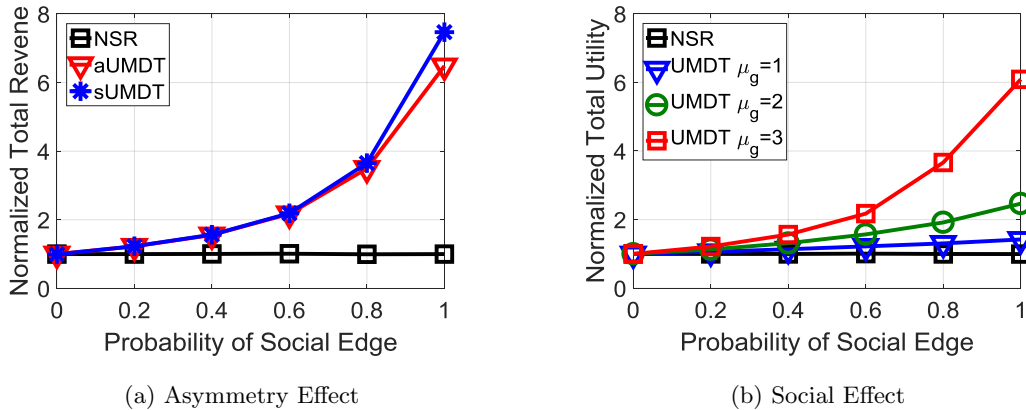 Normalized Total Revene
8
6
4
2
0
NSR
aUMDT
sUMDT
0 0.2 0.4 0.6 0.8 1
Probability of Social Edge
(a) Asymmetry Effect
Normalized Total Utility
8
6
4
2
0
NSR
UMDT μg=1
UMDT μg=2
UMDT μg=3
0 0.2 0.4 0.6 0.8 1
Probability of Social Edge
(b) Social Effect